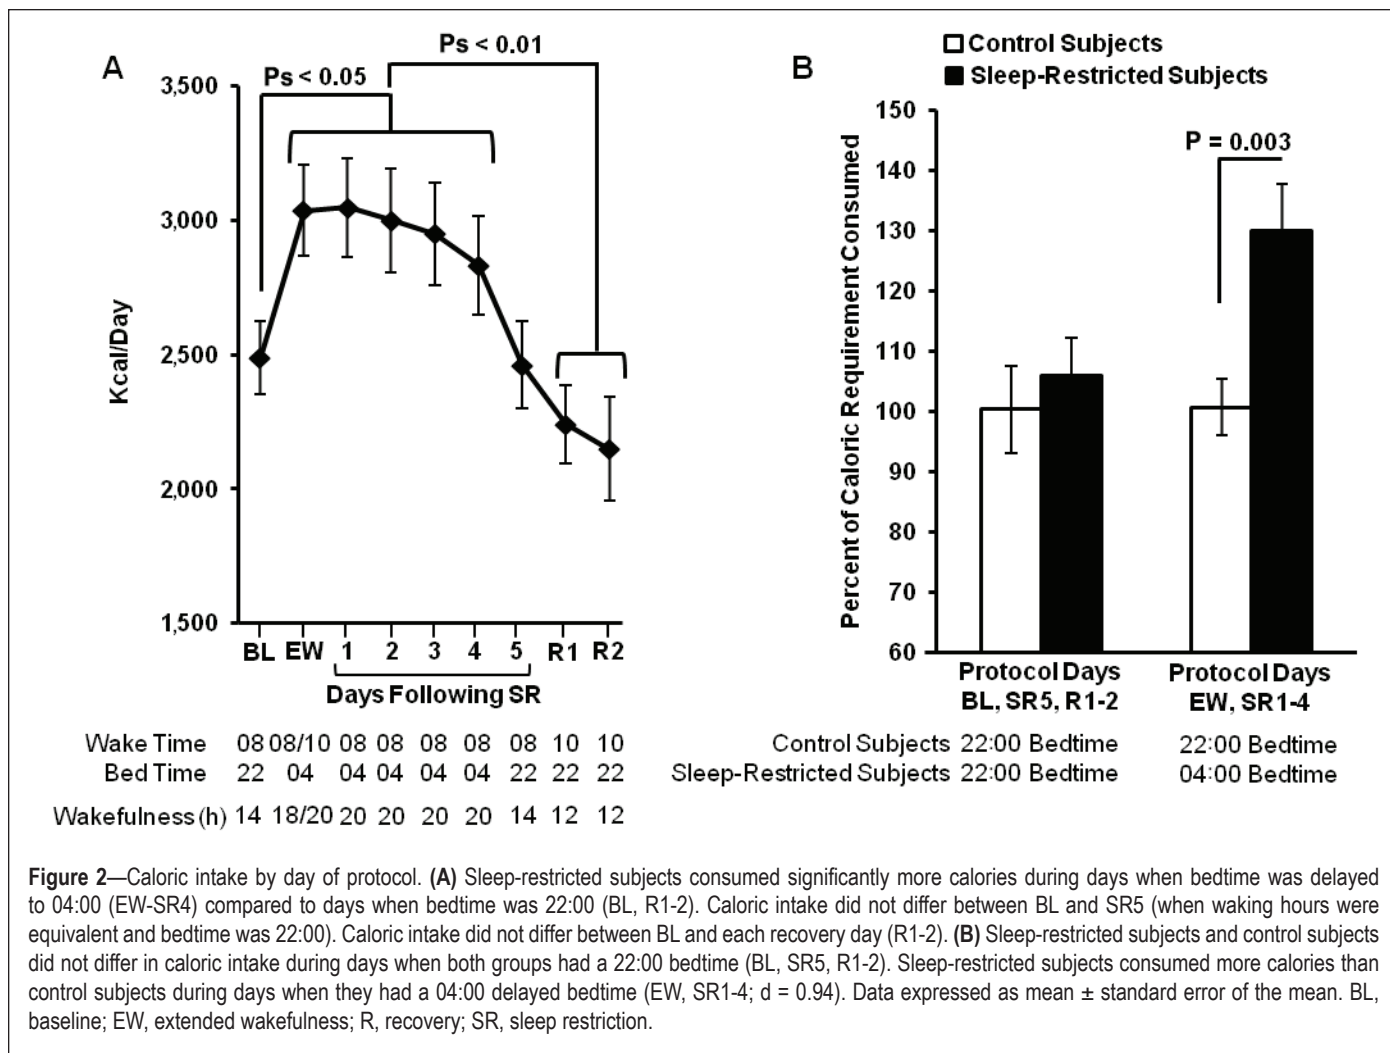 A
Ps < 0.01
Ps < 0.05
3,500
3,000
2,500
2,000
1,500
Kcal/Day
BL EW 1 2 3 4 5 R1 R2
Days Following SR
Wake Time 08 08/10 08 08 08 08 08 10 10
Bed Time 22 04 04 04 04 04 22 22 22
Wakefulness (h) 14 18/20 20 20 20 20 14 12 12
B
Control Subjects
Sleep-Restricted Subjects
P = 0.003
150
140
130
120
110
100
90
80
70
60
Percent of Caloric Requirement Consumed
Protocol Days
BL, SR5, R1-2
Protocol Days
EW, SR1-4
Control Subjects 22:00 Bedtime 22:00 Bedtime
Sleep-Restricted Subjects 22:00 Bedtime 04:00 Bedtime
Figure 2—Caloric intake by day of protocol. (A) Sleep-restricted subjects consumed significantly more calories during days when bedtime was delayed
to 04:00 (EW-SR4) compared to days when bedtime was 22:00 (BL, R1-2). Caloric intake did not differ between BL and SR5 (when waking hours were
equivalent and bedtime was 22:00). Caloric intake did not differ between BL and each recovery day (R1-2). (B) Sleep-restricted subjects and control subjects
did not differ in caloric intake during days when both groups had a 22:00 bedtime (BL, SR5, R1-2). Sleep-restricted subjects consumed more calories than
control subjects during days when they had a 04:00 delayed bedtime (EW, SR1-4; d = 0.94). Data expressed as mean ± standard error of the mean. BL,
baseline; EW, extended wakefulness; R, recovery; SR, sleep restriction.